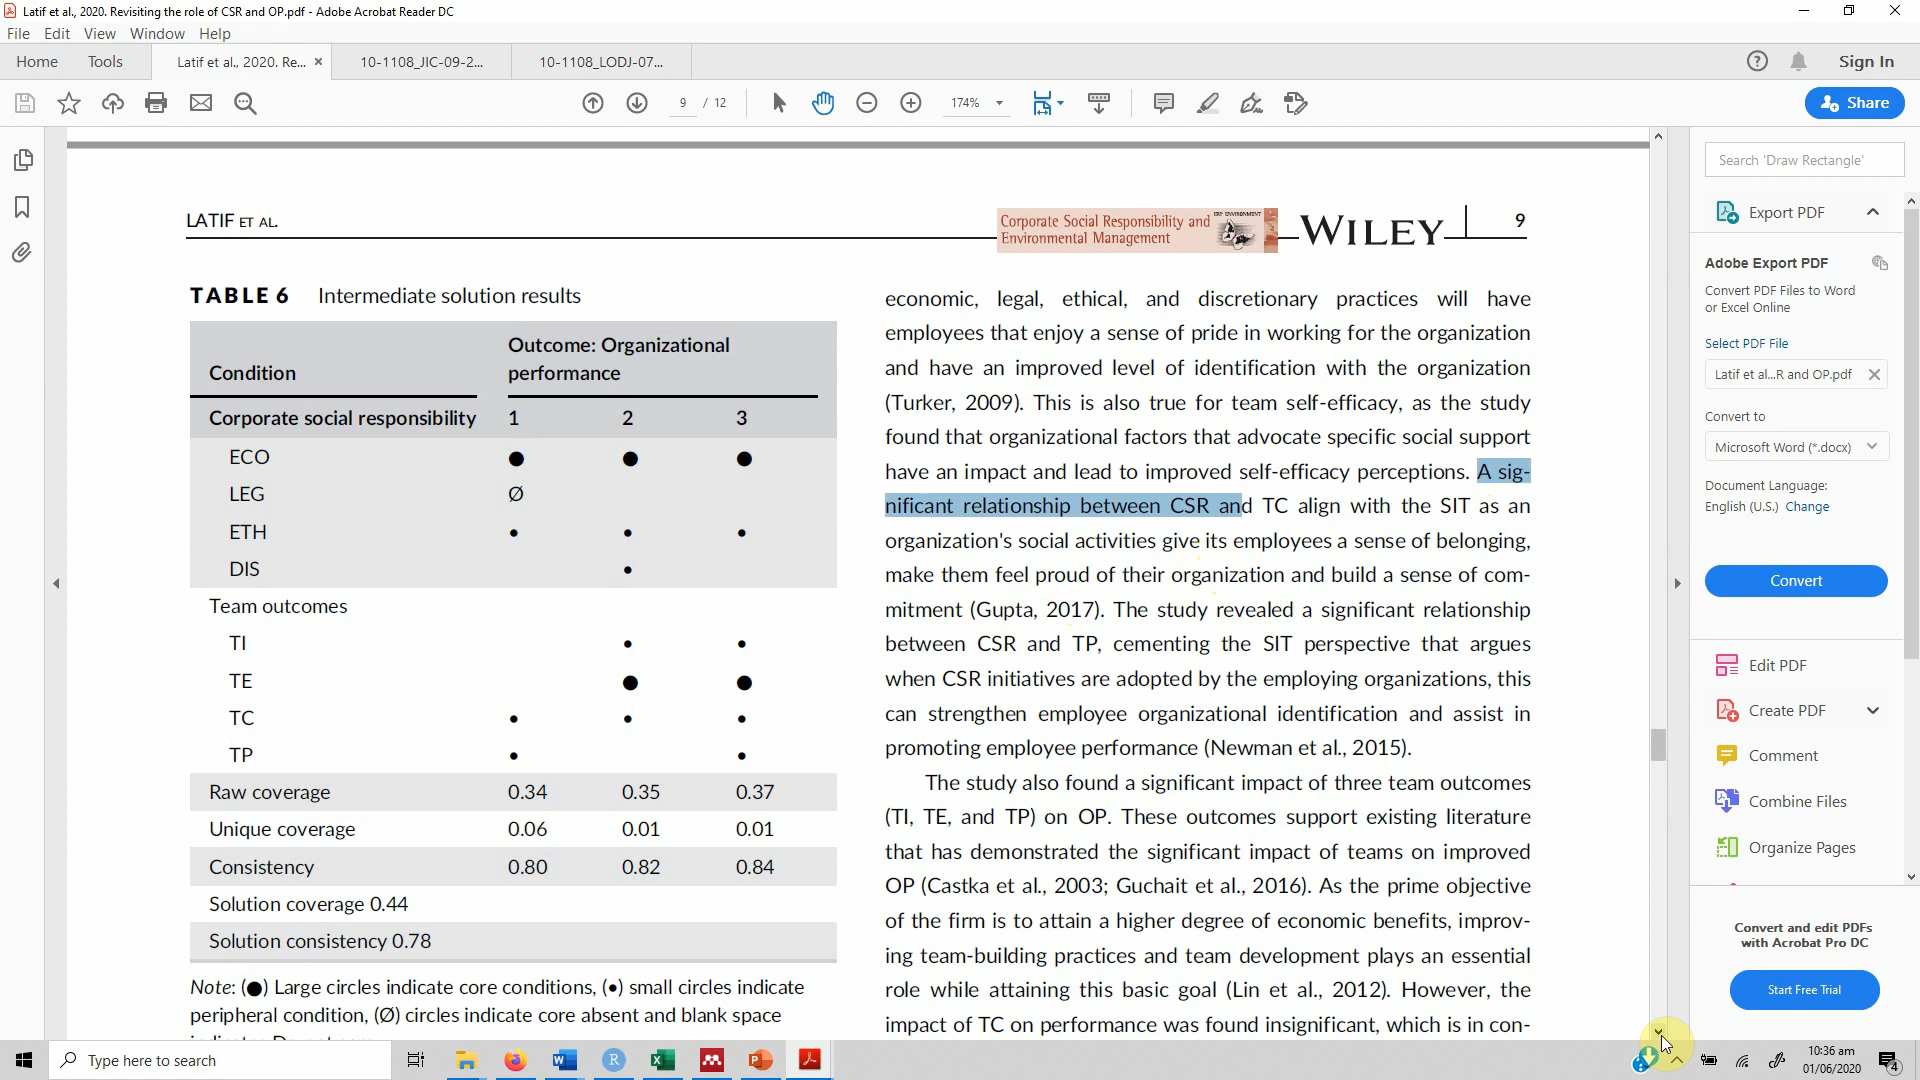 Latif et al., 2020. Revisiting the role of CSR and OP.pdf - Adobe Acrobat Reader DC
File Edit View Window Help
Home Tools Latif et al., 2020. Re... × 10-1108_JIC-09-2... 10-1108_LODJ-07... Sign In
9 / 12 174% Share
Search 'Draw Rectangle'
LATIF ET AL.
Corporate Social Responsibility and
Environmental Management
WILEY 9
TABLE 6 Intermediate solution results
Outcome: Organizational
Condition performance
Corporate social responsibility 1 2 3
ECO ● ● ●
LEG Ø
ETH • • •
DIS •
Team outcomes
TI • •
TE ● ●
TC • • •
TP • •
Raw coverage 0.34 0.35 0.37
Unique coverage 0.06 0.01 0.01
Consistency 0.80 0.82 0.84
Solution coverage 0.44
Solution consistency 0.78
Note: (●) Large circles indicate core conditions, (•) small circles indicate
peripheral condition, (Ø) circles indicate core absent and blank space
economic, legal, ethical, and discretionary practices will have
employees that enjoy a sense of pride in working for the organization
and have an improved level of identification with the organization
(Turker, 2009). This is also true for team self-efficacy, as the study
found that organizational factors that advocate specific social support
have an impact and lead to improved self-efficacy perceptions. A sig-
nificant relationship between CSR and TC align with the SIT as an
organization's social activities give its employees a sense of belonging,
make them feel proud of their organization and build a sense of com-
mitment (Gupta, 2017). The study revealed a significant relationship
between CSR and TP, cementing the SIT perspective that argues
when CSR initiatives are adopted by the employing organizations, this
can strengthen employee organizational identification and assist in
promoting employee performance (Newman et al., 2015).
The study also found a significant impact of three team outcomes
(TI, TE, and TP) on OP. These outcomes support existing literature
that has demonstrated the significant impact of teams on improved
OP (Castka et al., 2003; Guchait et al., 2016). As the prime objective
of the firm is to attain a higher degree of economic benefits, improv-
ing team-building practices and team development plays an essential
role while attaining this basic goal (Lin et al., 2012). However, the
impact of TC on performance was found insignificant, which is in con-
Export PDF
Adobe Export PDF
Convert PDF Files to Word
or Excel Online
Select PDF File
Latif et al...R and OP.pdf
Convert to
Microsoft Word (*.docx)
Document Language:
English (U.S.) Change
Convert
Edit PDF
Create PDF
Comment
Combine Files
Organize Pages
Convert and edit PDFs
with Acrobat Pro DC
Start Free Trial
Type here to search
10:36 am
01/06/2020
4